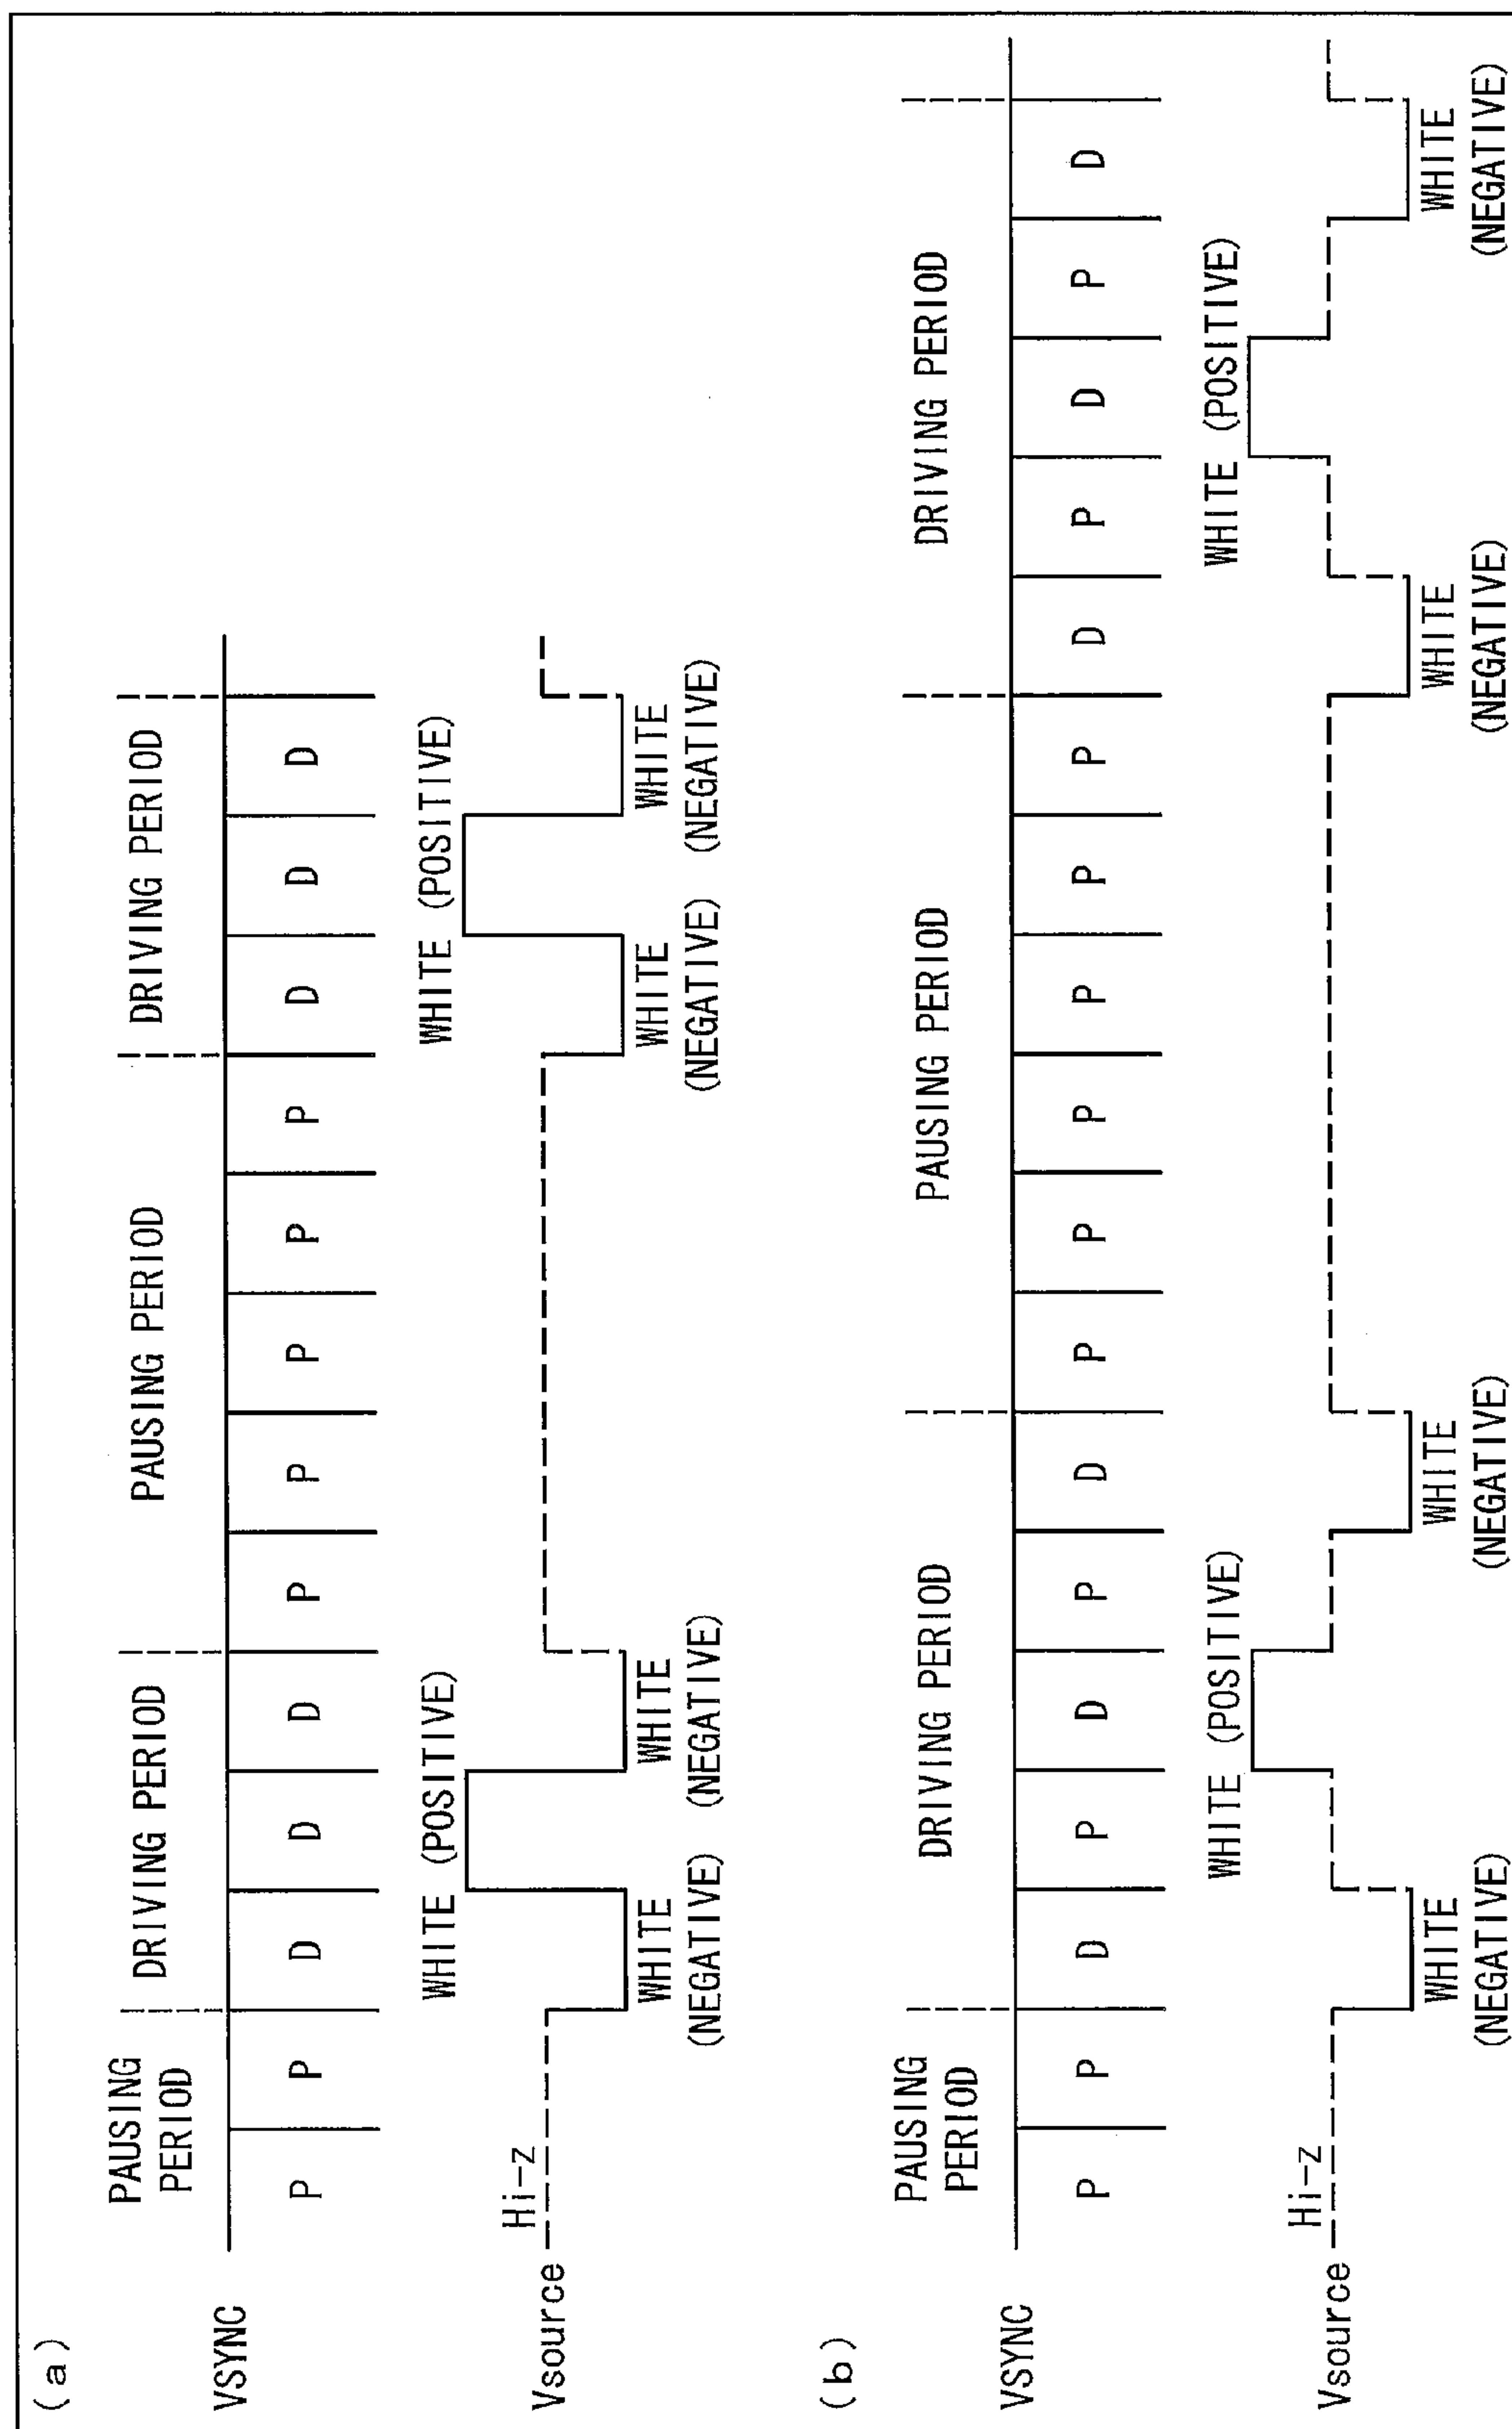 (a)
PAUSING
PERIOD
DRIVING PERIOD
PAUSING PERIOD
DRIVING PERIOD
VSYNC
P P D D D P P P P P D D D
WHITE (POSITIVE)
WHITE (POSITIVE)
Hi-z
Vsource
WHITE
(NEGATIVE)
WHITE
(NEGATIVE)
WHITE
(NEGATIVE)
WHITE
(NEGATIVE)
(b)
PAUSING
PERIOD
DRIVING PERIOD
PAUSING PERIOD
DRIVING PERIOD
VSYNC
P P D P D P D P P P P P P D P D P D
WHITE (POSITIVE)
WHITE (POSITIVE)
Hi-z
Vsource
WHITE
(NEGATIVE)
WHITE
(NEGATIVE)
WHITE
(NEGATIVE)
WHITE
(NEGATIVE)